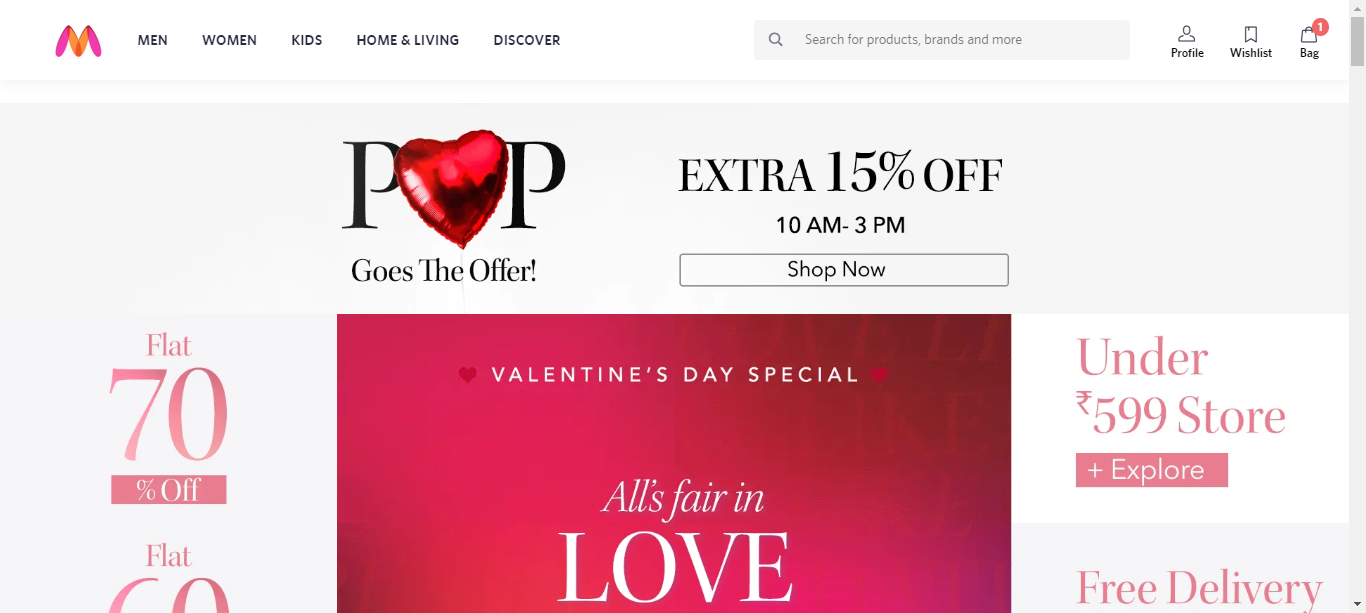 MEN WOMEN KIDS HOME & LIVING DISCOVER
Search for products, brands and more
Profile
Wishlist
1
Bag
P P
Goes The Offer!
EXTRA 15% OFF
10 AM- 3 PM
Shop Now
Flat
70
% Off
Flat
60
VALENTINE'S DAY SPECIAL
All's fair in
LOVE
Under
₹599 Store
+ Explore
Free Delivery